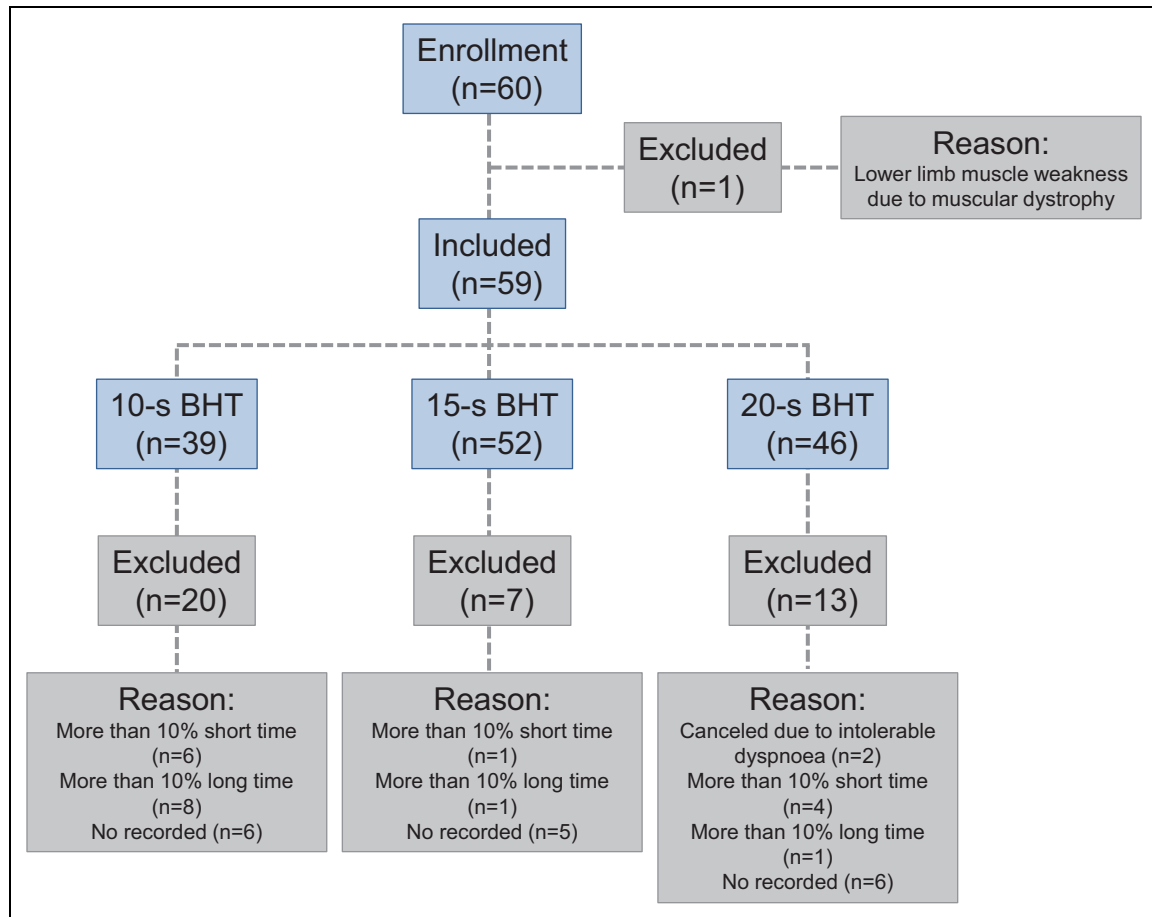 Enrollment
(n=60)
Excluded
(n=1)
Reason:
Lower limb muscle weakness
due to muscular dystrophy
Included
(n=59)
10-s BHT
(n=39)
15-s BHT
(n=52)
20-s BHT
(n=46)
Excluded
(n=20)
Excluded
(n=7)
Excluded
(n=13)
Reason:
More than 10% short time
(n=6)
More than 10% long time
(n=8)
No recorded (n=6)
Reason:
More than 10% short time
(n=1)
More than 10% long time
(n=1)
No recorded (n=5)
Reason:
Canceled due to intolerable
dyspnoea (n=2)
More than 10% short time
(n=4)
More than 10% long time
(n=1)
No recorded (n=6)